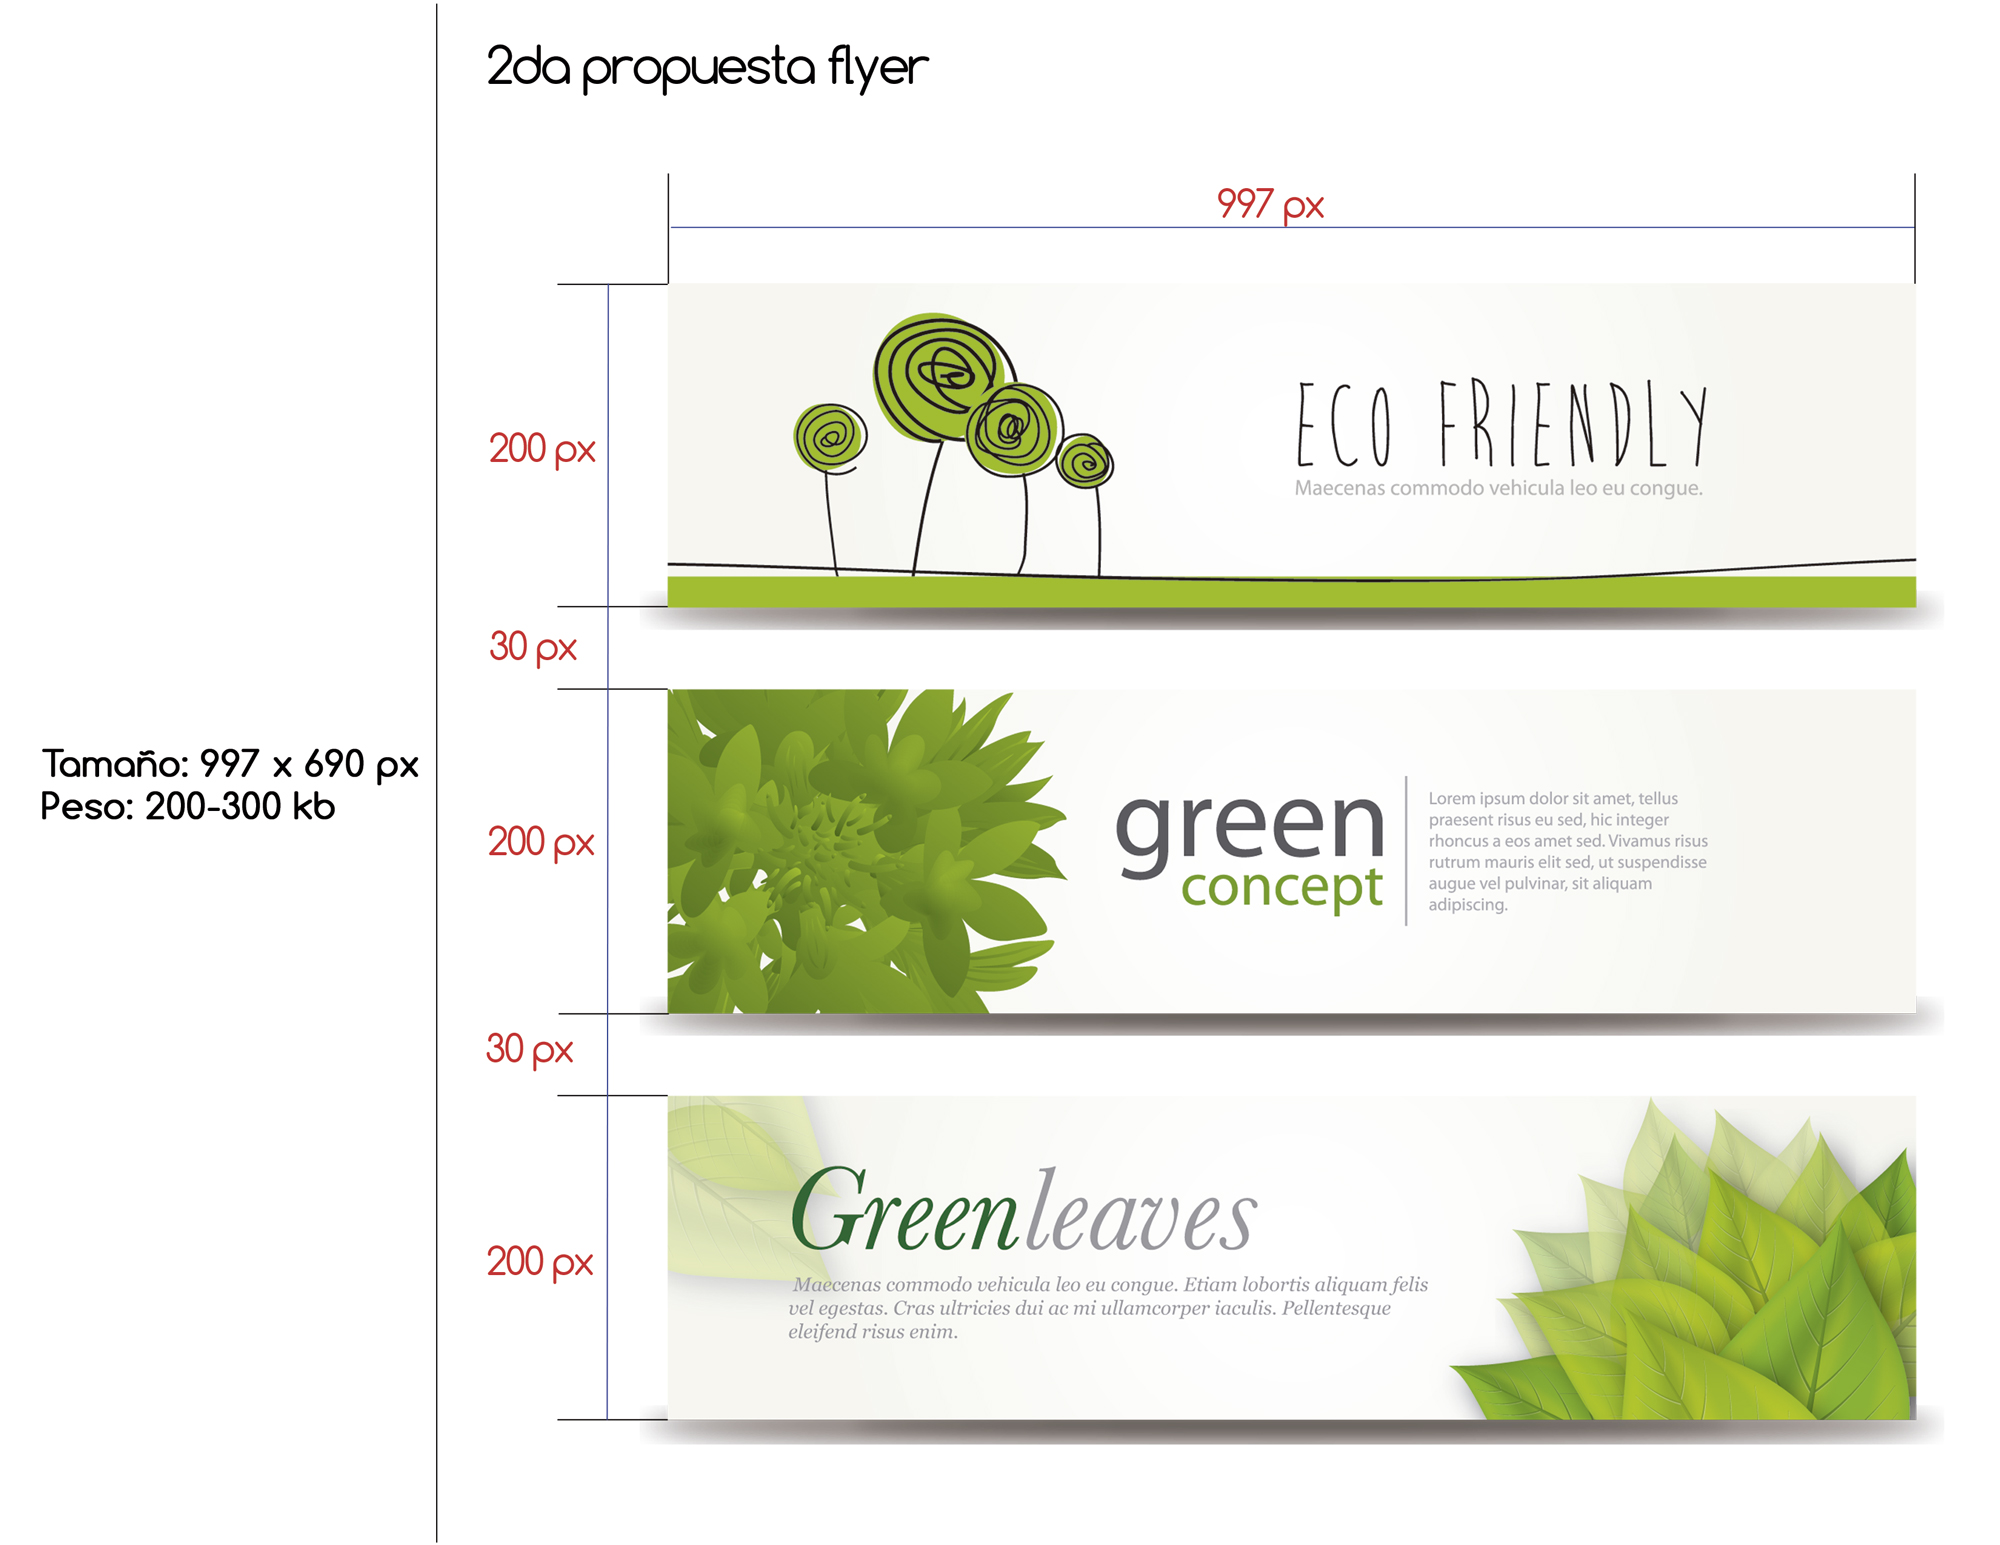 2da propuesta flyer
997 px
200 px
ECO FRIENDLY
Maecenas commodo vehicula leo eu congue.
30 px
Tamaño: 997 x 690 px
Peso: 200-300 kb
200 px
green
concept
Lorem ipsum dolor sit amet, tellus
praesent risus eu sed, hic integer
rhoncus a eos amet sed. Vivamus risus
rutrum mauris elit sed, ut suspendisse
augue vel pulvinar, sit aliquam
adipiscing.
30 px
200 px
Greenleaves
Maecenas commodo vehicula leo eu congue. Etiam lobortis aliquam felis
vel egestas. Cras ultricies dui ac mi ullamcorper iaculis. Pellentesque
eleifend risus enim.